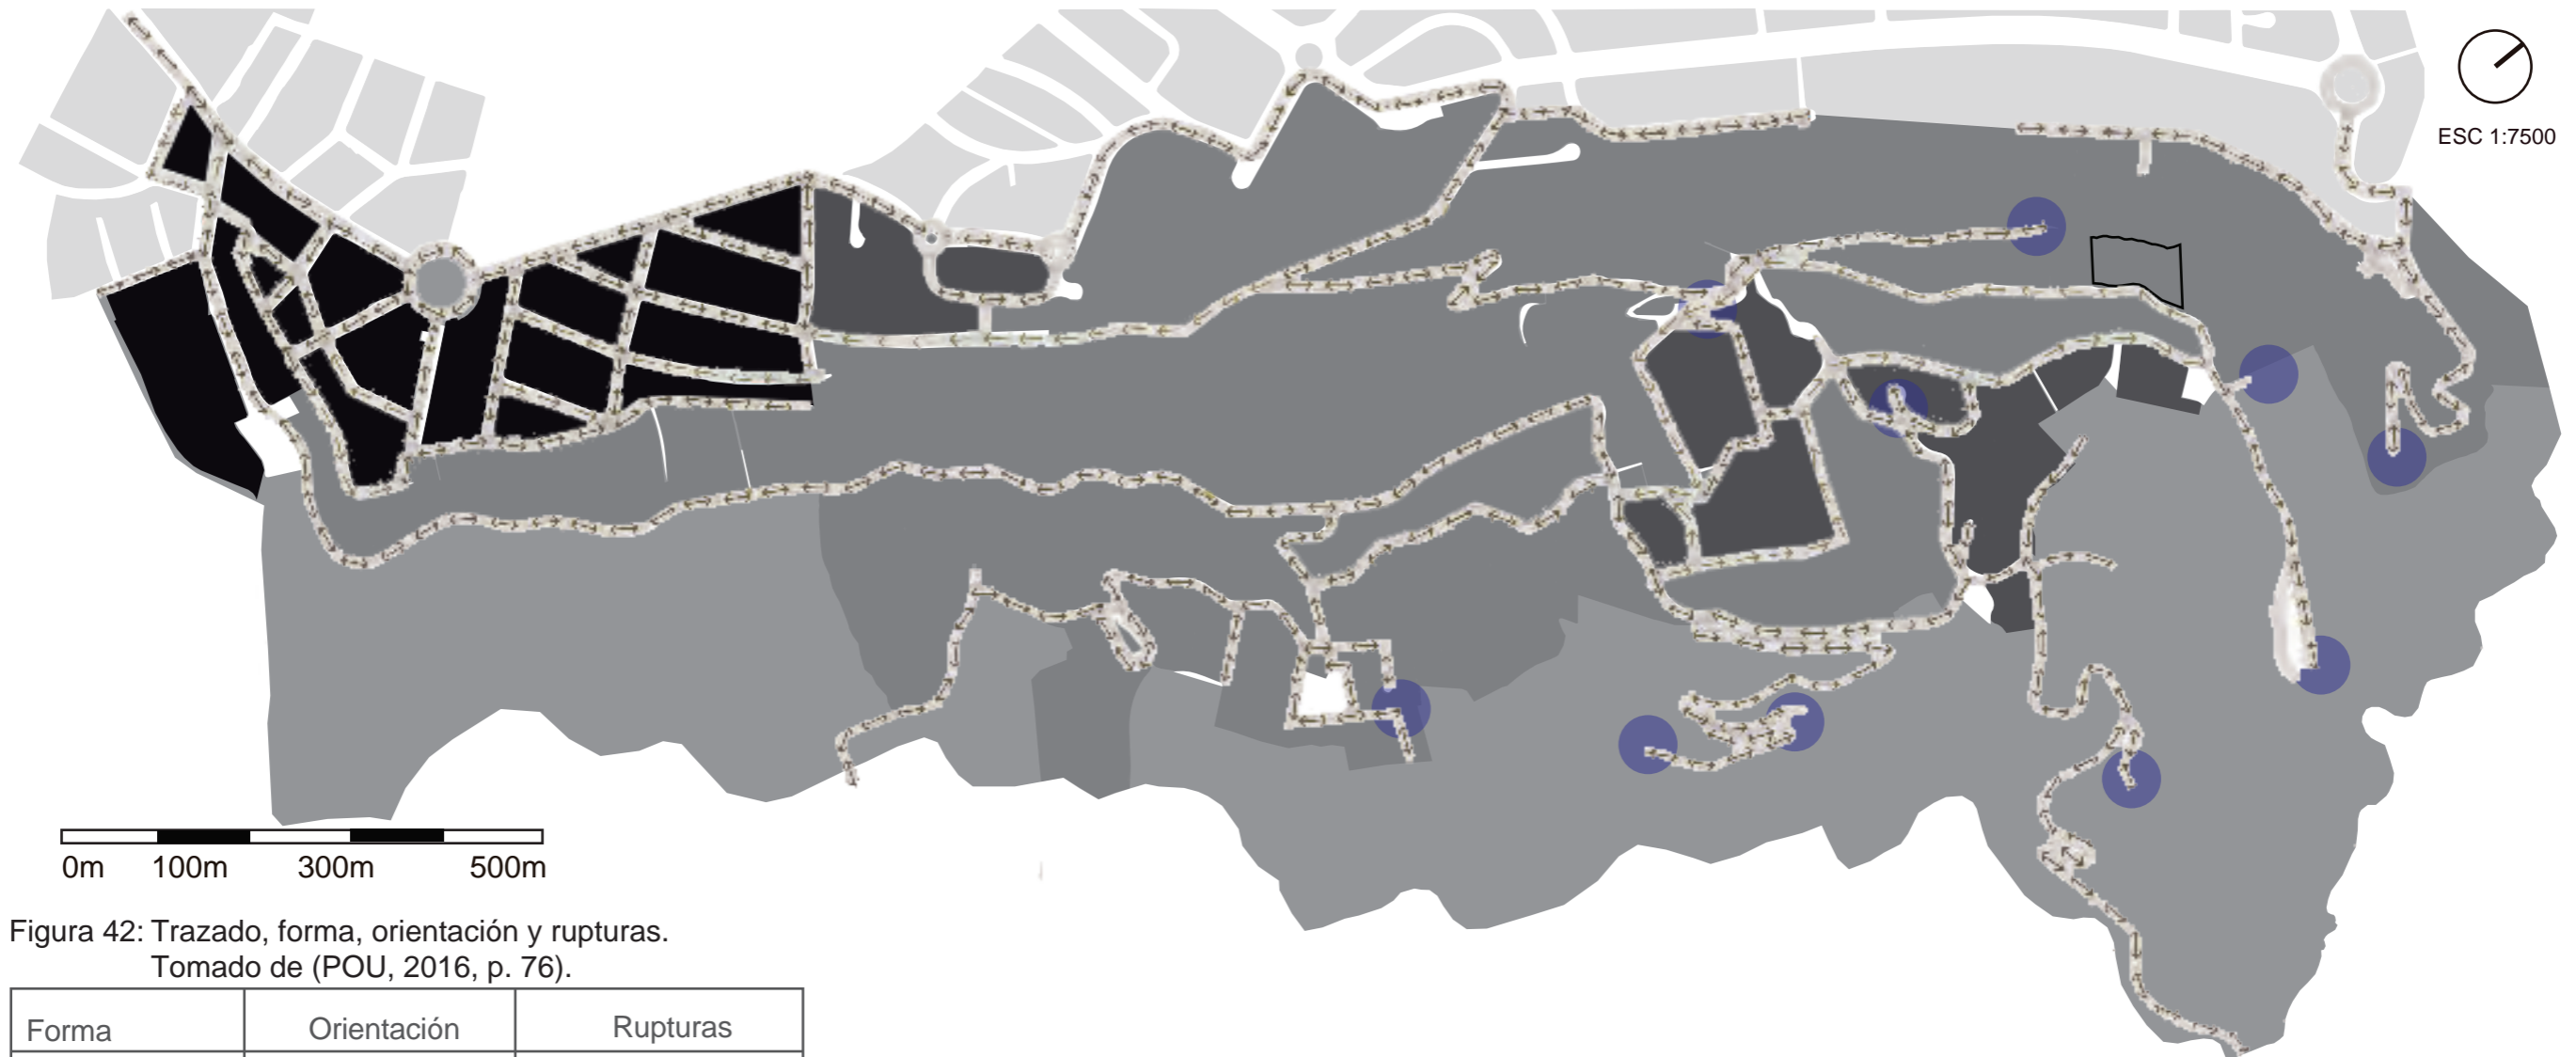 ESC 1:7500
0m 100m 300m 500m
Figura 42: Trazado, forma, orientación y rupturas.
Tomado de (POU, 2016, p. 76).
Forma Orientación Rupturas